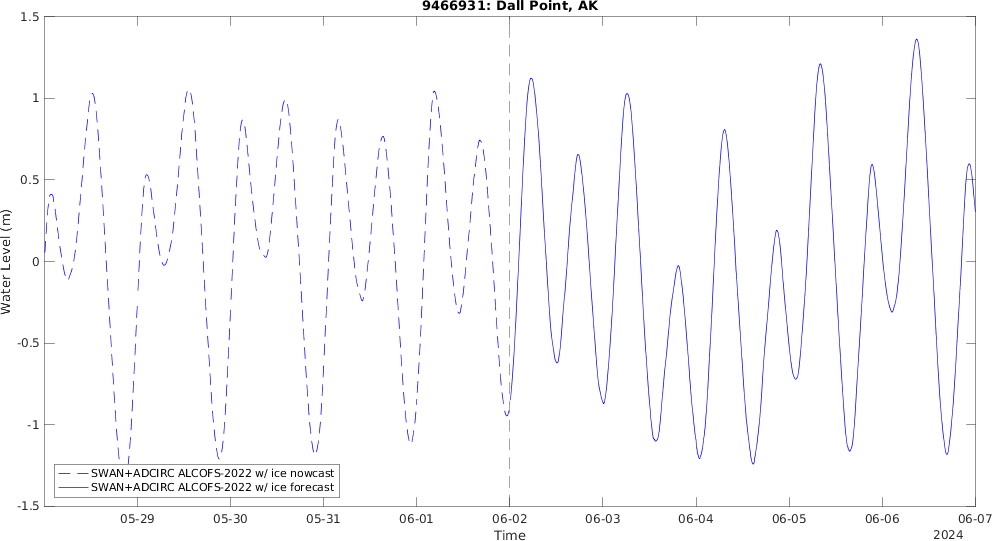 9466931: Dall Point, AK
1.5
1
0.5
0
-0.5
-1
-1.5
Water Level (m)
SWAN+ADCIRC ALCOFS-2022 w/ ice nowcast
SWAN+ADCIRC ALCOFS-2022 w/ ice forecast
05-29 05-30 05-31 06-01 06-02 06-03 06-04 06-05 06-06 06-07
Time
2024